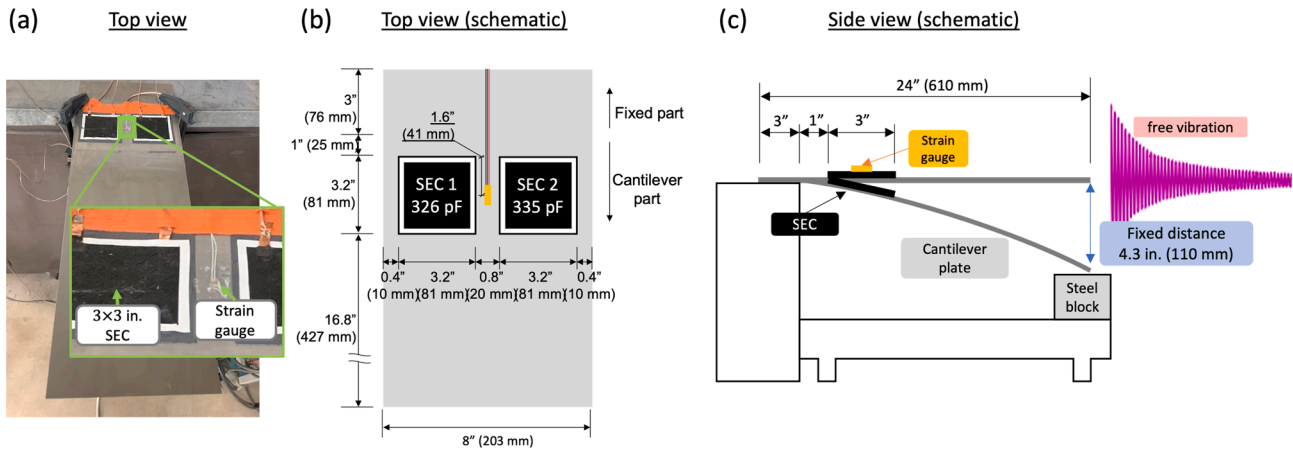 (a)
Top view
3×3 in.
SEC
Strain
gauge
(b)
Top view (schematic)
3”
(76 mm)
1” (25 mm)
3.2”
(81 mm)
16.8”
(427 mm)
1.6”
(41 mm)
SEC 1
326 pF
SEC 2
335 pF
Fixed part
Cantilever
part
0.4” 3.2” 0.8” 3.2” 0.4”
(10 mm)(81 mm)(20 mm)(81 mm)(10 mm)
8” (203 mm)
(c)
Side view (schematic)
24” (610 mm)
3” 1” 3”
Strain
gauge
free vibration
SEC
Cantilever
plate
Fixed distance
4.3 in. (110 mm)
Steel
block